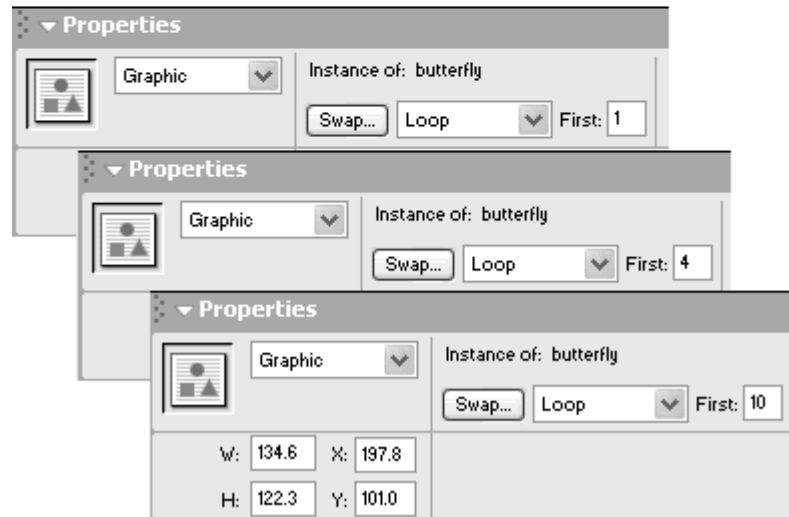 Properties
Graphic
Instance of: butterfly
Swap... Loop First: 1
Properties
Graphic
Instance of: butterfly
Swap... Loop First: 4
Properties
Graphic
Instance of: butterfly
Swap... Loop First: 10
W: 134.6 X: 197.8
H: 122.3 Y: 101.0